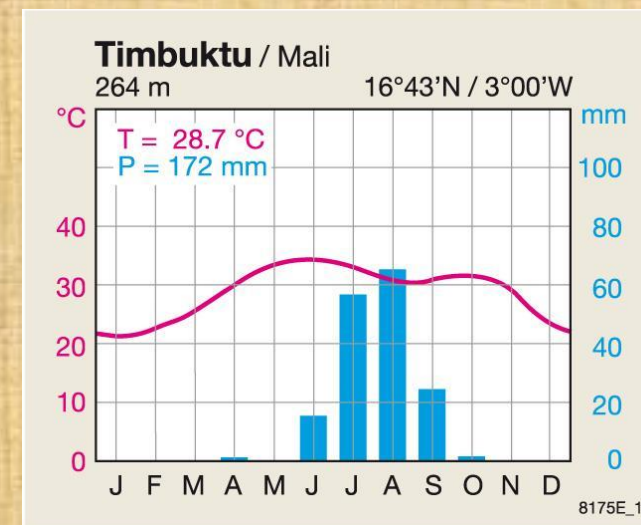 Timbuktu / Mali
264 m 16°43'N / 3°00'W
°C mm
T = 28.7 °C
P = 172 mm
100
40 80
30 60
20 40
10 20
0 0
J F M A M J J A S O N D
8175E_1